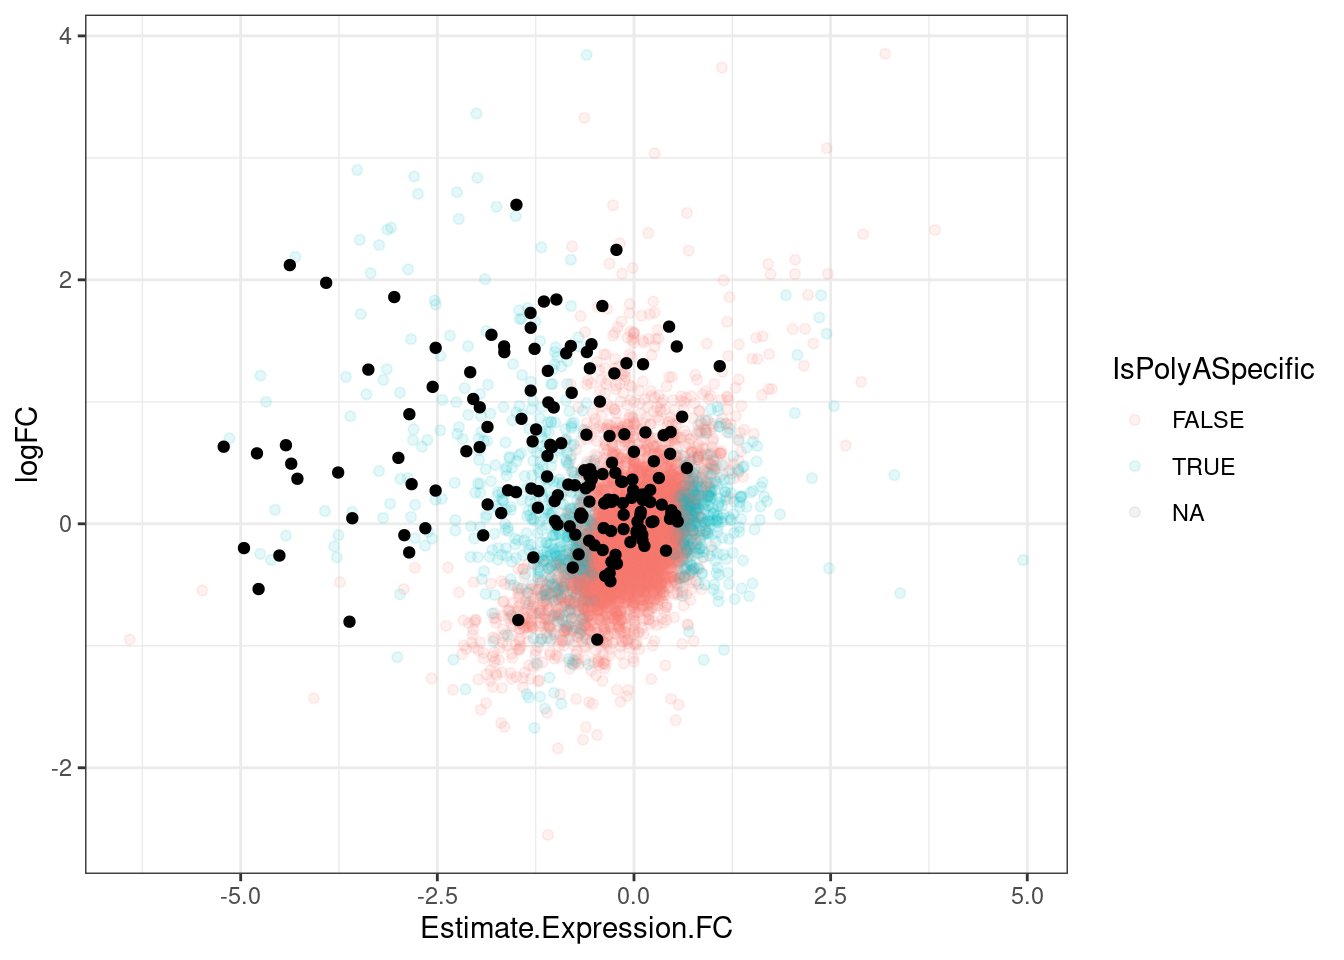 4
2
0
-2
logFC
-5.0
-2.5
0.0
2.5
5.0
Estimate.Expression.FC
IsPolyASpecific
FALSE
TRUE
NA